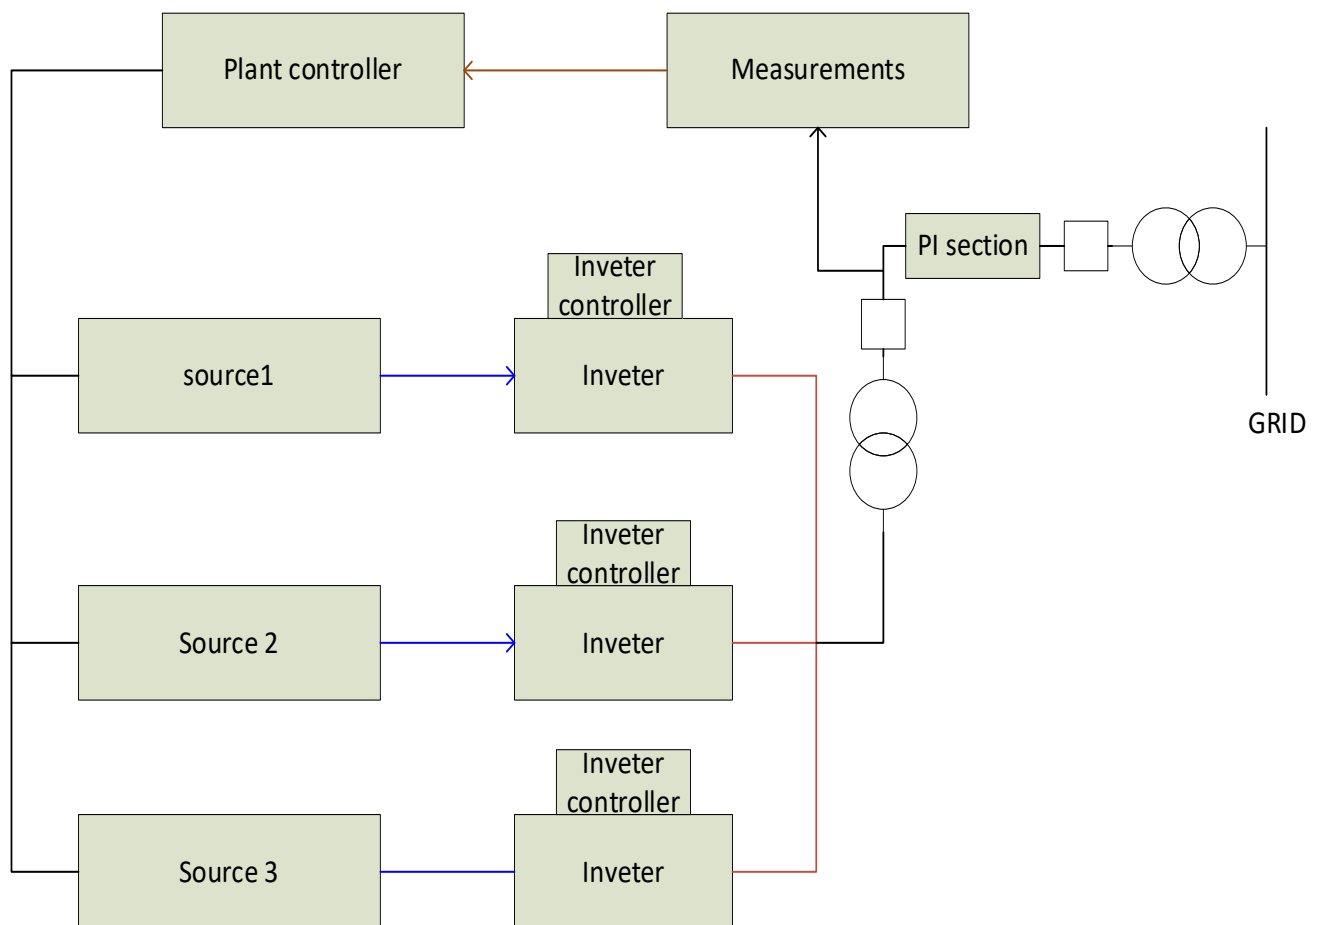 Plant controller
Measurements
PI section
Inveter
controller
source1
Inveter
GRID
Inveter
controller
Source 2
Inveter
Inveter
controller
Source 3
Inveter